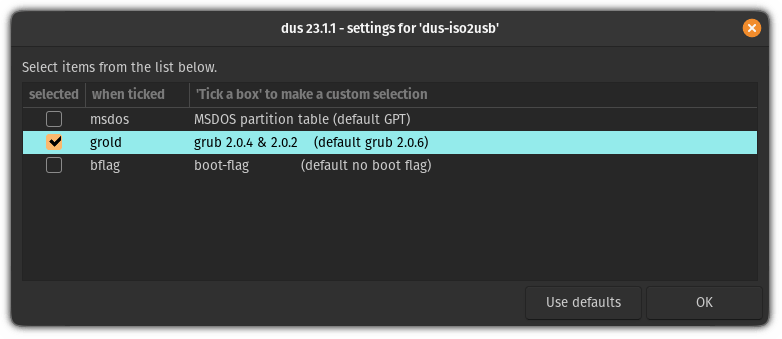 dus 23.1.1 - settings for 'dus-iso2usb'
Select items from the list below.
selected when ticked 'Tick a box' to make a custom selection
msdos MSDOS partition table (default GPT)
grold grub 2.0.4 & 2.0.2 (default grub 2.0.6)
bflag boot-flag (default no boot flag)
Use defaults OK